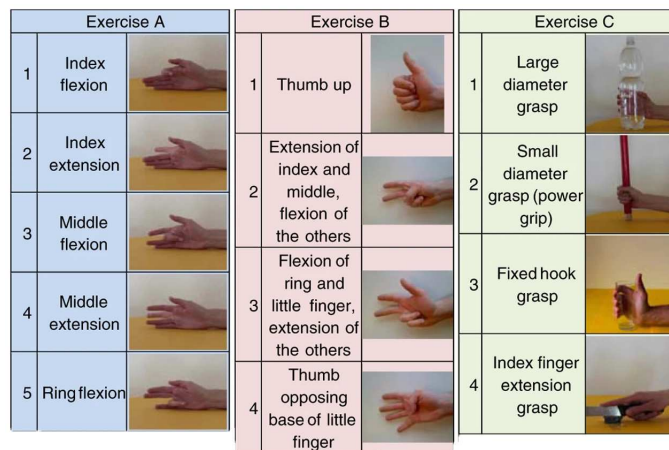 Exercise A
1
Index
flexion
2
Index
extension
3
Middle
flexion
4
Middle
extension
5
Ring flexion
Exercise B
1
Thumb up
2
Extension of
index and
middle,
flexion of
the others
3
Flexion of
ring and
little finger,
extension of
the others
4
Thumb
opposing
base of little
finger
Exercise C
1
Large
diameter
grasp
2
Small
diameter
grasp (power
grip)
3
Fixed hook
grasp
4
Index finger
extension
grasp